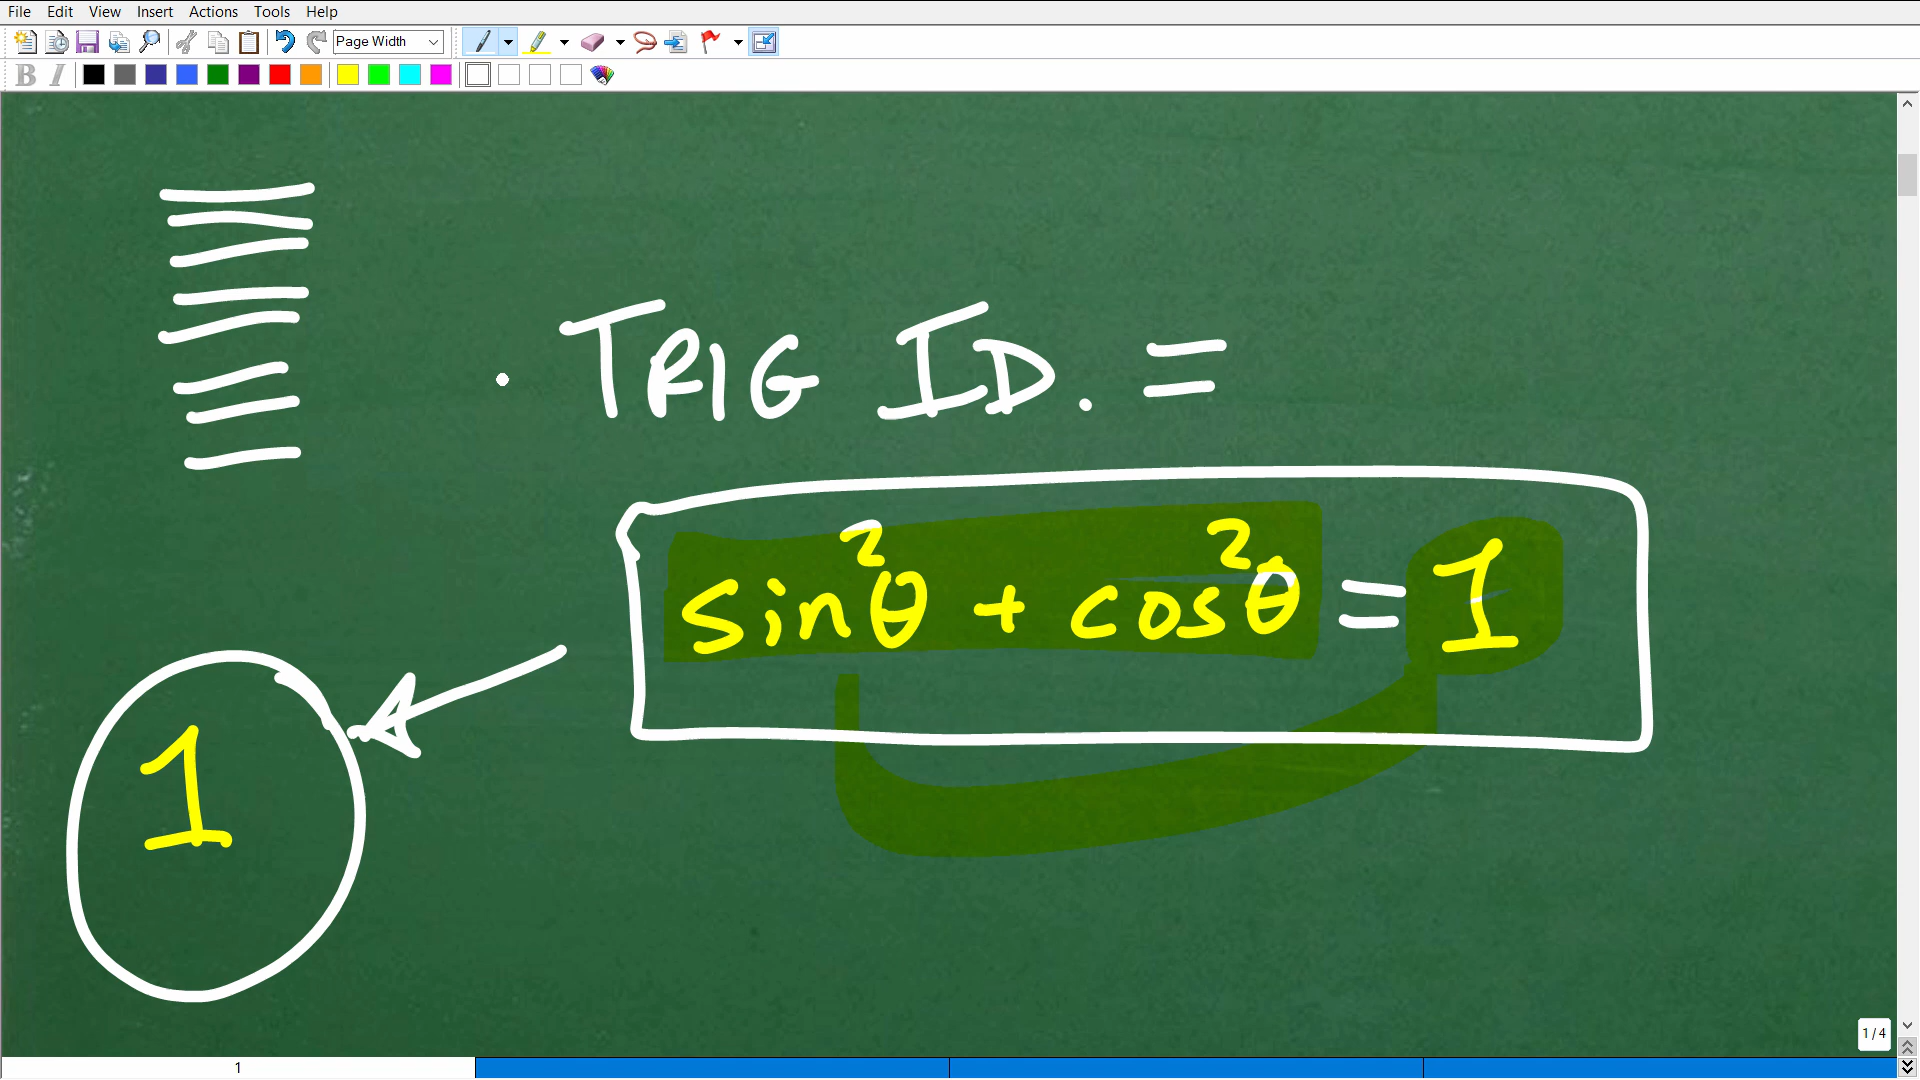 File Edit View Insert Actions Tools Help
Page Width
B I
TRIG ID. =
sin²θ + cos²θ = 1
1
1 / 4
1